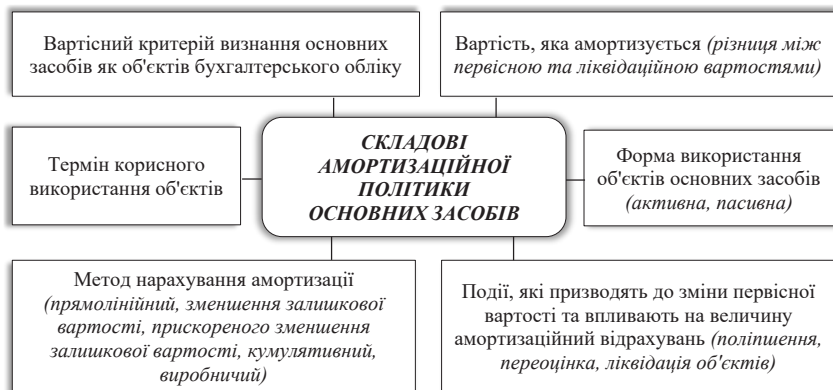 Вартісний критерій визнання основних
засобів як об'єктів бухгалтерського обліку
Вартість, яка амортизується (різниця між
первісною та ліквідаційною вартостями)
Термін корисного
використання об'єктів
СКЛАДОВІ
АМОРТИЗАЦІЙНОЇ
ПОЛІТИКИ
ОСНОВНИХ ЗАСОБІВ
Форма використання
об'єктів основних засобів
(активна, пасивна)
Метод нарахування амортизації
(прямолінійний, зменшення залишкової
вартості, прискореного зменшення
залишкової вартості, кумулятивний,
виробничий)
Події, які призводять до зміни первісної
вартості та впливають на величину
амортизаційний відрахувань (поліпшення,
переоцінка, ліквідація об'єктів)